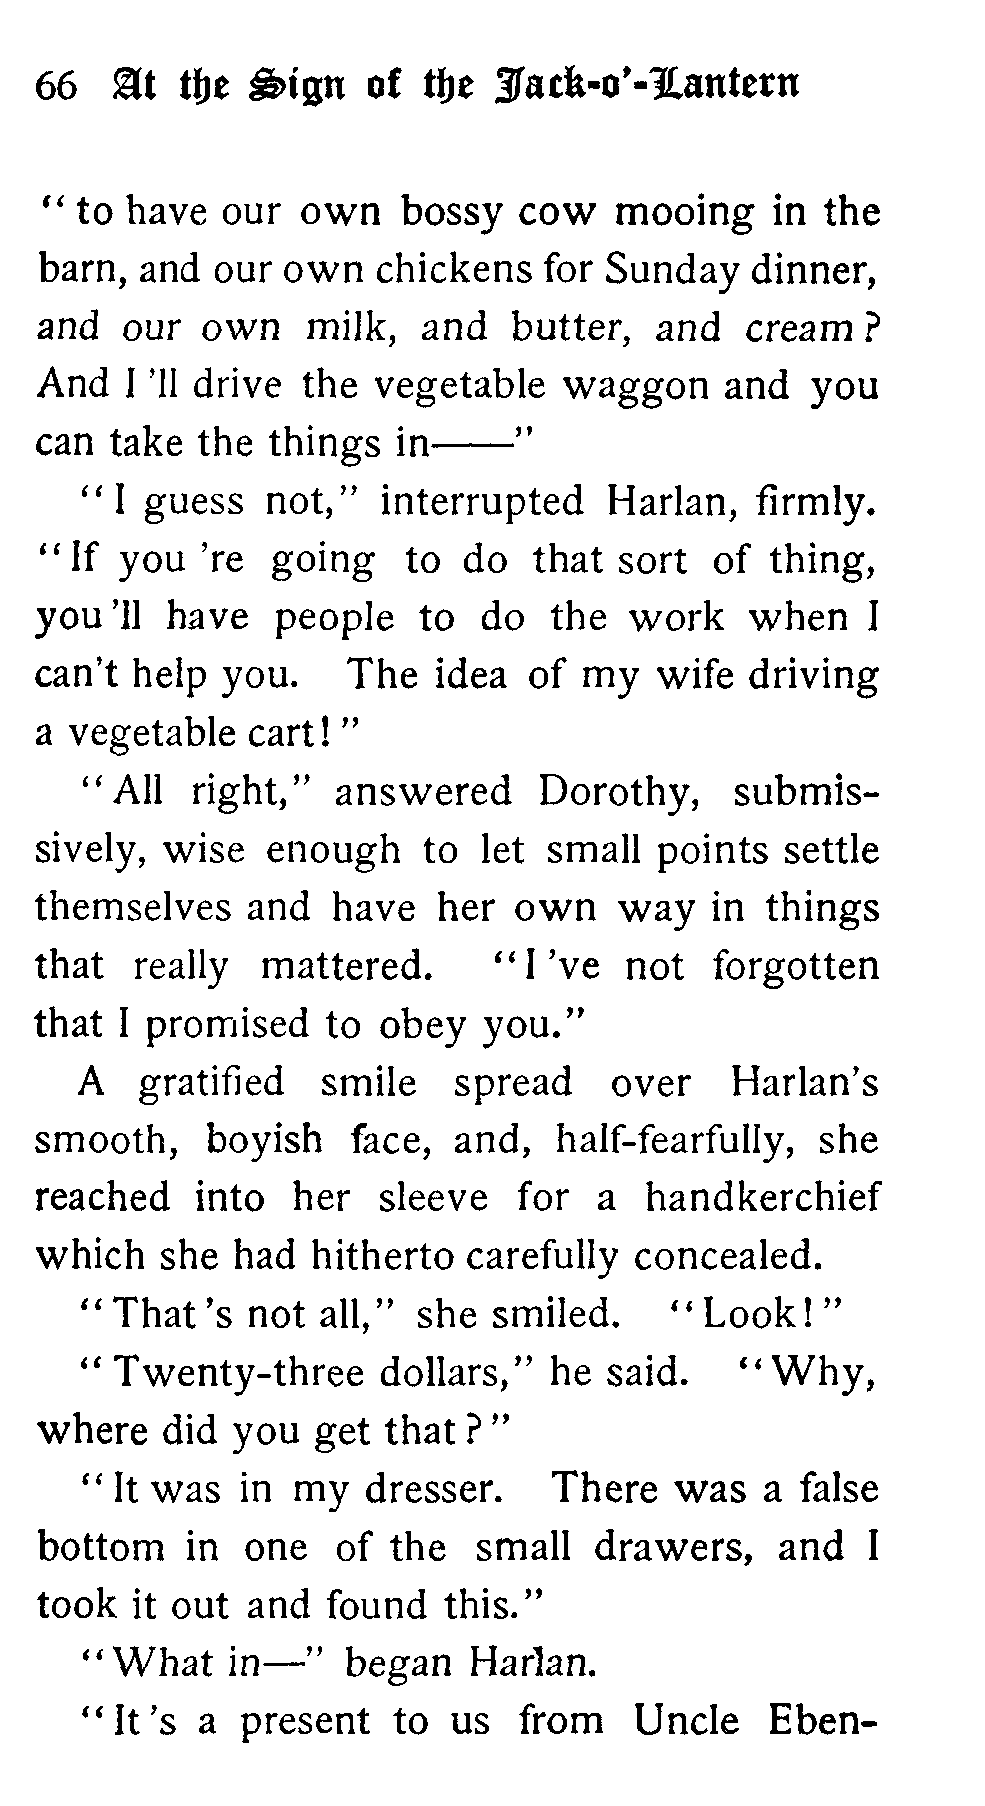 66 At the Sign of the Jack-o'-Lantern
“ to have our own bossy cow mooing in the
barn, and our own chickens for Sunday dinner,
and our own milk, and butter, and cream ?
And I 'll drive the vegetable waggon and you
can take the things in——”
“ I guess not,” interrupted Harlan, firmly.
“ If you 're going to do that sort of thing,
you 'll have people to do the work when I
can't help you. The idea of my wife driving
a vegetable cart! ”
“ All right,” answered Dorothy, submis-
sively, wise enough to let small points settle
themselves and have her own way in things
that really mattered. “ I 've not forgotten
that I promised to obey you.”
A gratified smile spread over Harlan's
smooth, boyish face, and, half-fearfully, she
reached into her sleeve for a handkerchief
which she had hitherto carefully concealed.
“ That 's not all,” she smiled. “ Look! ”
“ Twenty-three dollars,” he said. “ Why,
where did you get that ? ”
“ It was in my dresser. There was a false
bottom in one of the small drawers, and I
took it out and found this.”
“ What in—” began Harlan.
“ It 's a present to us from Uncle Eben-